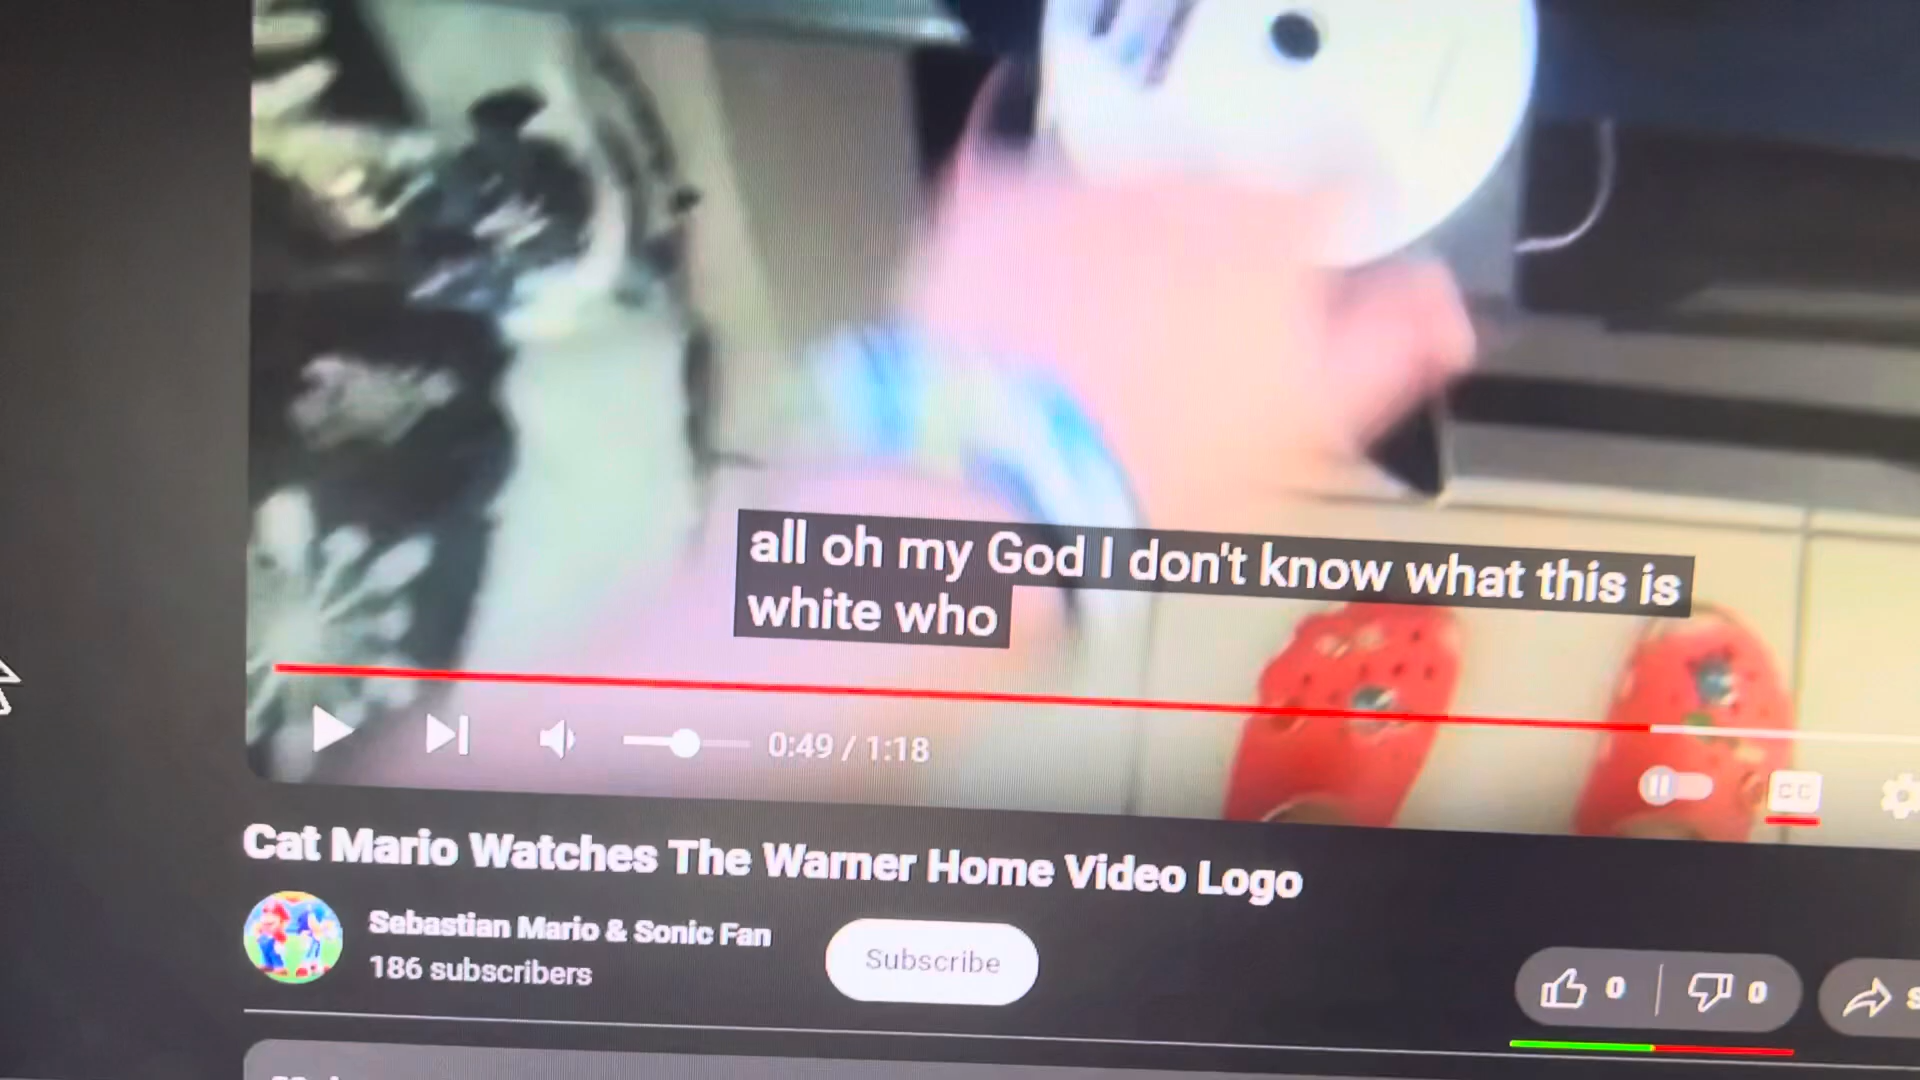 all oh my God I don't know what this is
white who
0:49 / 1:18
CC
Cat Mario Watches The Warner Home Video Logo
Sebastian Mario & Sonic Fan
186 subscribers
Subscribe
0
0